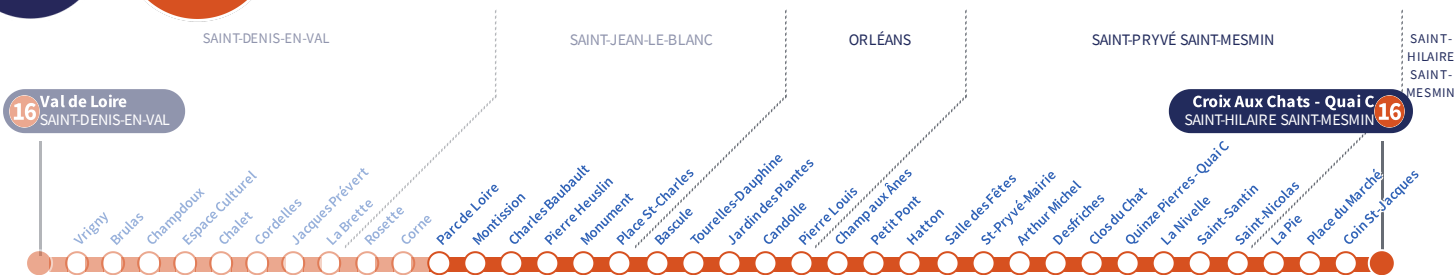 SAINT-DENIS-EN-VAL
SAINT-JEAN-LE-BLANC
ORLÉANS
SAINT-PRYVÉ SAINT-MESMIN
SAINT-
HILAIRE
SAINT-
MESMIN
16
Val de Loire
SAINT-DENIS-EN-VAL
Croix Aux Chats - Quai C
SAINT-HILAIRE SAINT-MESMIN
16
Vrigny
Brulas
Champdoux
Espace Culturel
Chalet
Cordelles
Jacques Prévert
La Brette
Rosette
Corne
Parc de Loire
Montission
Charles Baubault
Pierre Heuslin
Monument
Place St-Charles
Bascule
Tourelles-Dauphine
Jardin des Plantes
Candolle
Pierre Louis
Champ aux Ânes
Petit Pont
Hatton
Salle des Fêtes
St-Pryvé-Mairie
Arthur Michel
Desfriches
Clos du Chat
Quinze Pierres - Quai C
La Nivelle
Saint-Santin
Saint-Nicolas
La Pie
Place du Marché
Coin St-Jacques